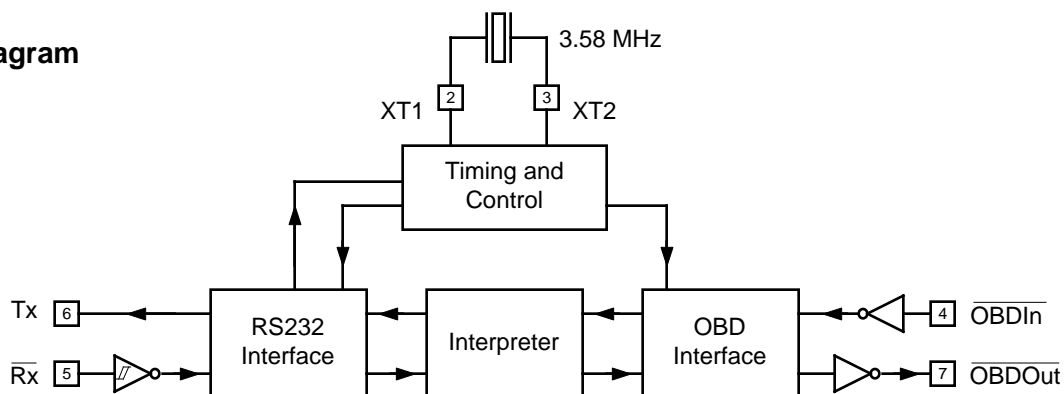 agram
3.58 MHz
2
3
XT1
XT2
Timing and
Control
Tx
6
RS232
Interface
Interpreter
OBD
Interface
4
OBDIn
Rx
5
7
OBDOut